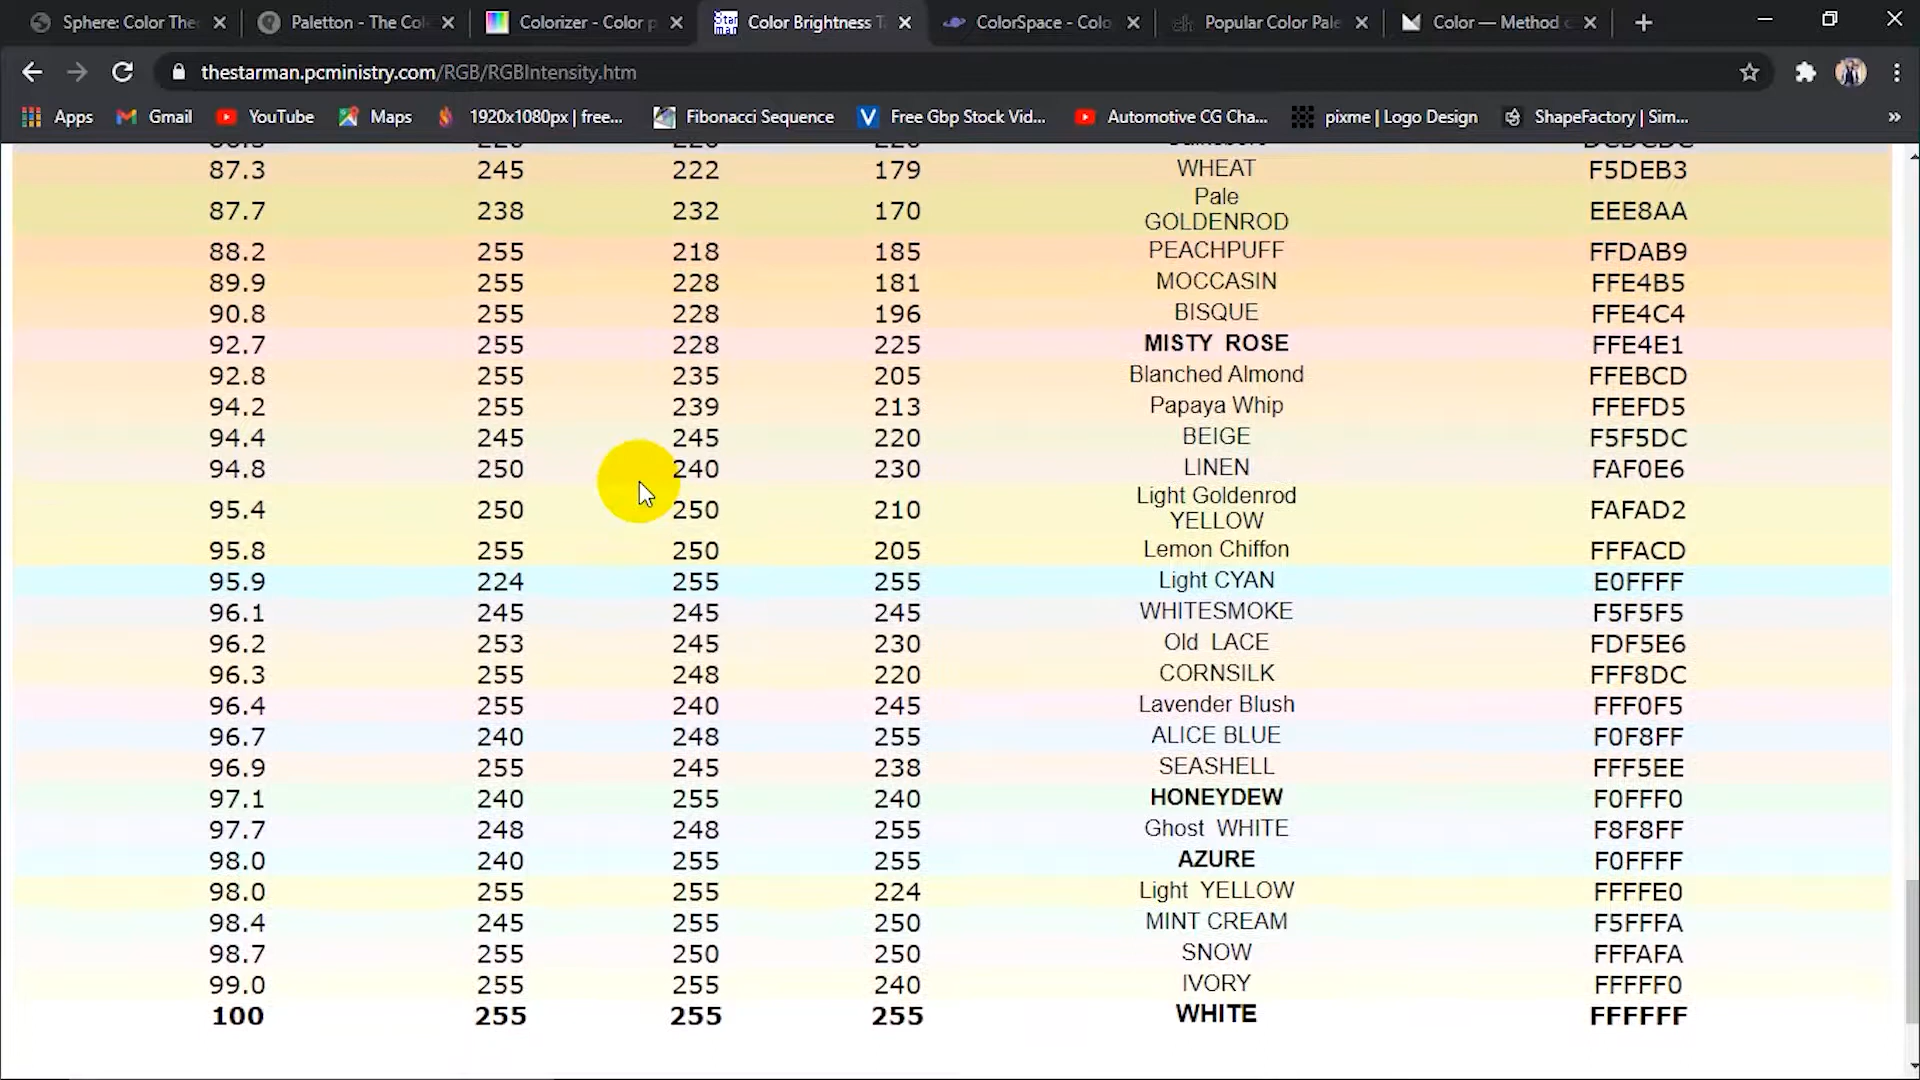 Sphere: Color The
Paletton - The Col
Colorizer - Color p
Color Brightness T
ColorSpace - Colo
Popular Color Pale
Color — Method o
thestarman.pcministry.com/RGB/RGBIntensity.htm
Apps Gmail YouTube Maps 1920x1080px | free... Fibonacci Sequence Free Gbp Stock Vid... Automotive CG Cha... pixme | Logo Design ShapeFactory | Sim... »
87.3 245 222 179 WHEAT F5DEB3
87.7 238 232 170 Pale
GOLDENROD EEE8AA
88.2 255 218 185 PEACHPUFF FFDAB9
89.9 255 228 181 MOCCASIN FFE4B5
90.8 255 228 196 BISQUE FFE4C4
92.7 255 228 225 MISTY ROSE FFE4E1
92.8 255 235 205 Blanched Almond FFEBCD
94.2 255 239 213 Papaya Whip FFEFD5
94.4 245 245 220 BEIGE F5F5DC
94.8 250 240 230 LINEN FAF0E6
95.4 250 250 210 Light Goldenrod
YELLOW FAFAD2
95.8 255 250 205 Lemon Chiffon FFFACD
95.9 224 255 255 Light CYAN E0FFFF
96.1 245 245 245 WHITESMOKE F5F5F5
96.2 253 245 230 Old LACE FDF5E6
96.3 255 248 220 CORNSILK FFF8DC
96.4 255 240 245 Lavender Blush FFF0F5
96.7 240 248 255 ALICE BLUE F0F8FF
96.9 255 245 238 SEASHELL FFF5EE
97.1 240 255 240 HONEYDEW F0FFF0
97.7 248 248 255 Ghost WHITE F8F8FF
98.0 240 255 255 AZURE F0FFFF
98.0 255 255 224 Light YELLOW FFFFE0
98.4 245 255 250 MINT CREAM F5FFFA
98.7 255 250 250 SNOW FFFAFA
99.0 255 255 240 IVORY FFFFF0
100 255 255 255 WHITE FFFFFF